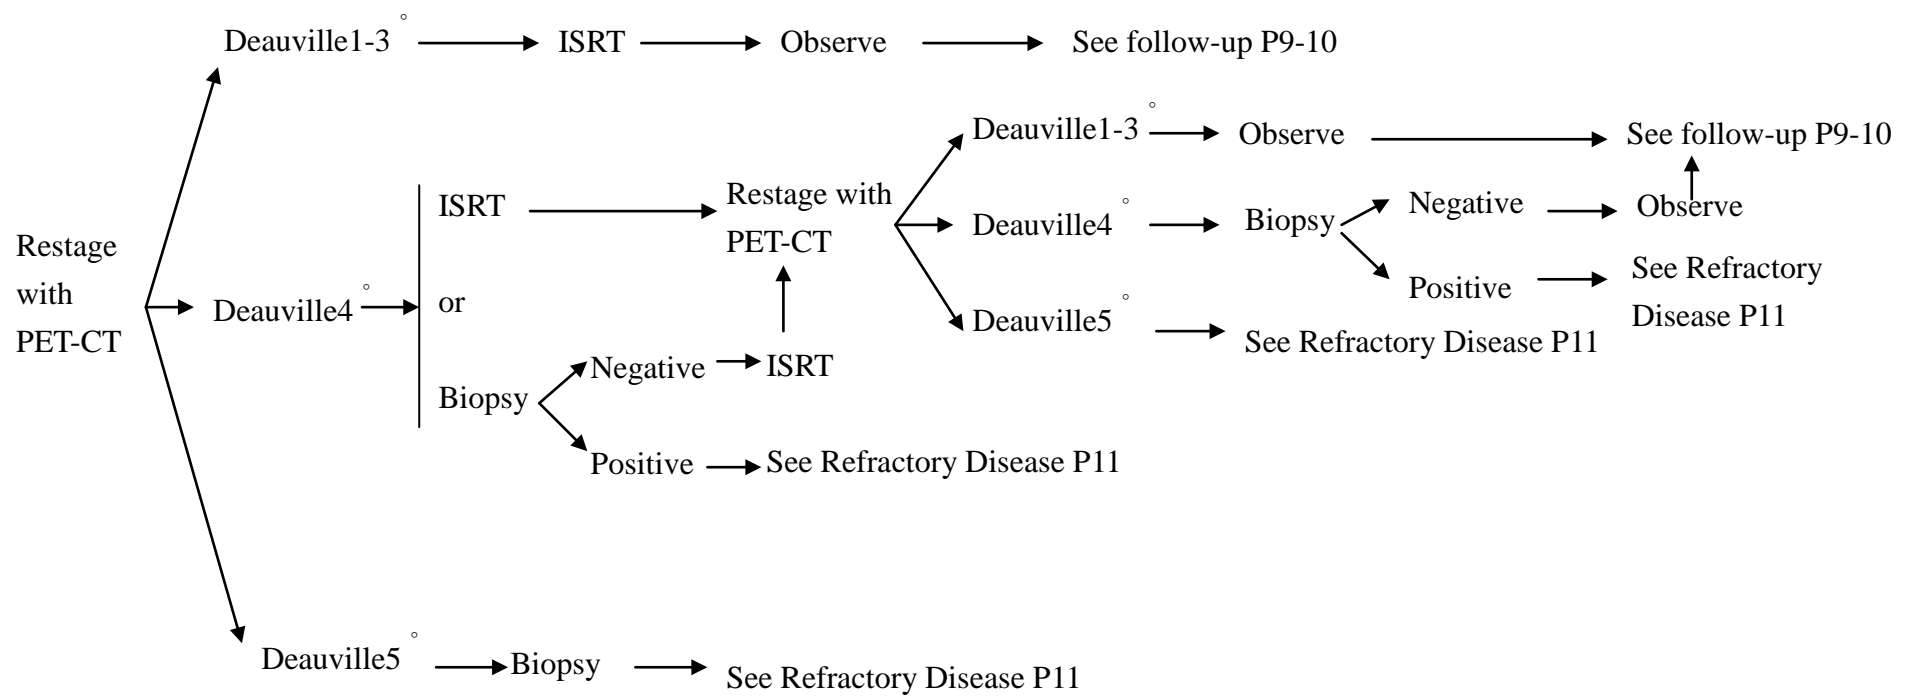 Deauville1-3° ISRT Observe See follow-up P9-10
Deauville1-3° Observe See follow-up P9-10
ISRT Restage with
PET-CT
Deauville4° Biopsy Negative Observe
Positive See Refractory
Disease P11
Restage
with
PET-CT
Deauville4° or
Deauville5° See Refractory Disease P11
Biopsy Negative ISRT
Positive See Refractory Disease P11
Deauville5° Biopsy See Refractory Disease P11